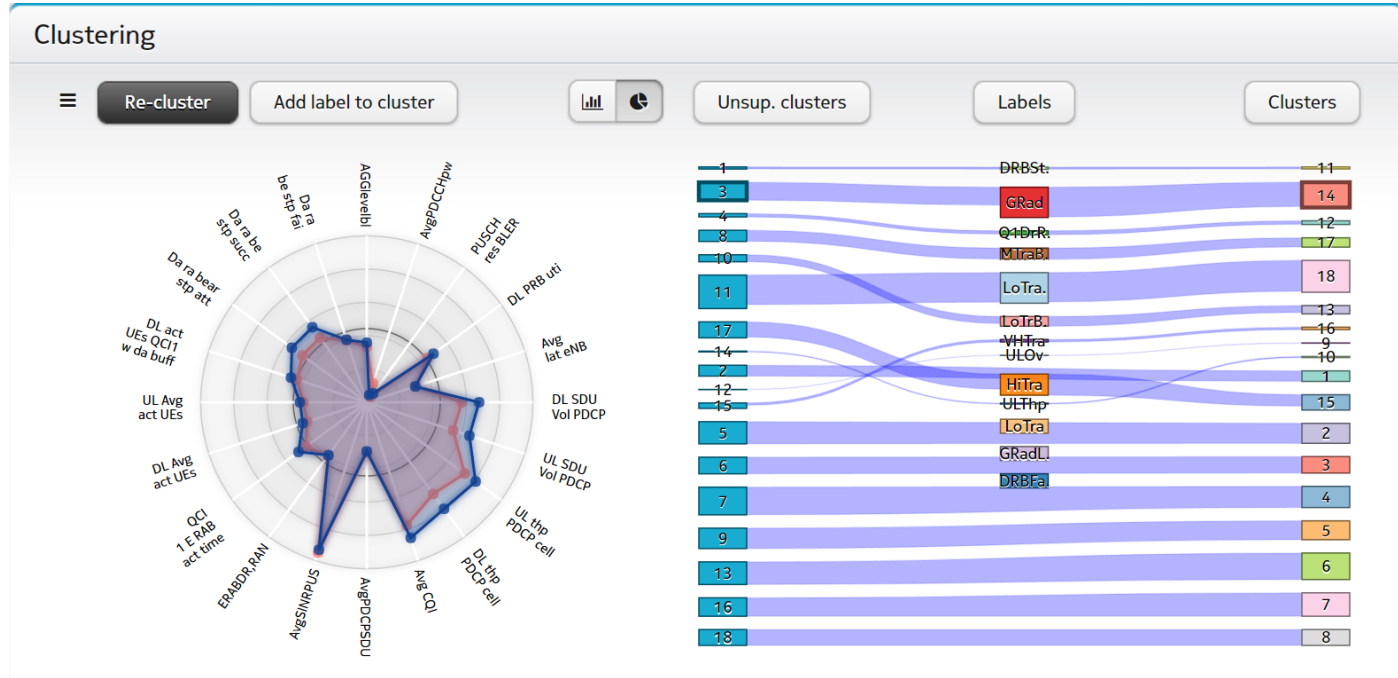 Clustering
Re-cluster
Add label to cluster
Unsup. clusters
Labels
Clusters
AGGlevelbl
AvgPDCCHpw
PUSCH
res BLER
DL PRB uti
Avg
lat eNB
DL SDU
Vol PDCP
UL SDU
Vol PDCP
UL thp
PDCP cell
DL thp
PDCP cell
Avg CQI
AvgPDCPSDU
AvgSINRPUS
ERABDR,RAN
QCI
1 E RAB
act time
DL Avg
act UEs
UL Avg
act UEs
DL act
UEs QCI1
w da buff
Da ra bear
stp att
Da ra be
stp succ
Da ra
be stp fai
1
3
4
8
10
11
17
14
2
12
15
5
6
7
9
13
16
18
DRBSt.
GRad
Q1DrR.
MTraB.
LoTra.
LoTrB.
VHTra
ULOv
HiTra
ULThp
LoTra
GRadL.
DRBFa.
11
14
12
17
18
13
16
9
10
1
15
2
3
4
5
6
7
8